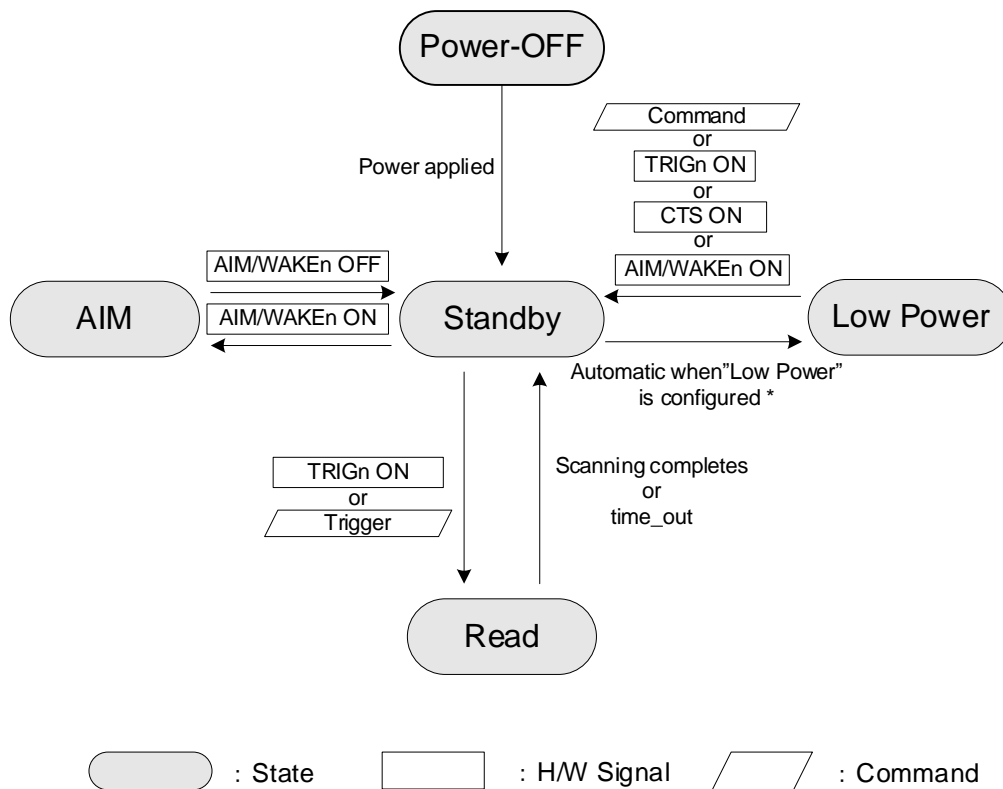 Power-OFF
Command
or
TRIGn ON
or
CTS ON
or
AIM/WAKEn ON
Power applied
AIM/WAKEn OFF
AIM/WAKEn ON
AIM
Standby
Low Power
Automatic when”Low Power”
is configured *
TRIGn ON
or
Trigger
Scanning completes
or
time_out
Read
: State
: H/W Signal
: Command